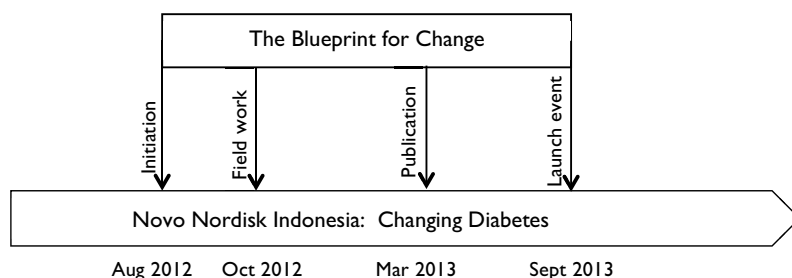 The Blueprint for Change
Initiation
Field work
Publication
Launch event
Novo Nordisk Indonesia: Changing Diabetes
Aug 2012 Oct 2012 Mar 2013 Sept 2013